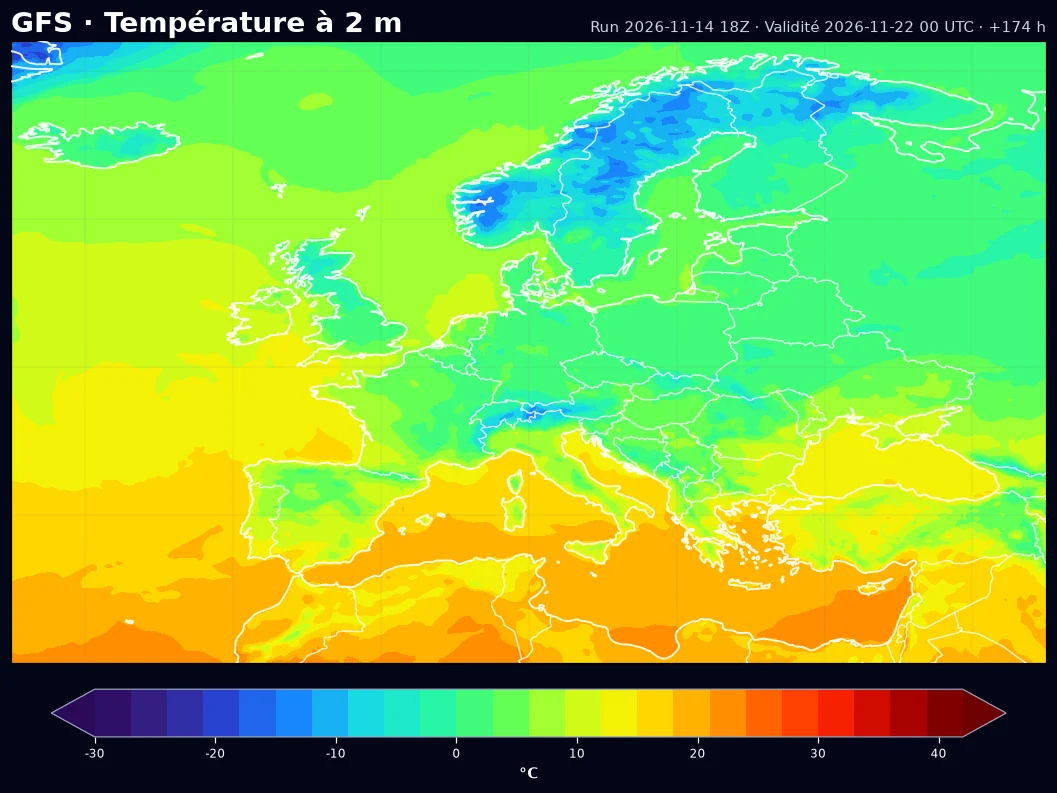 GFS · Température à 2 m
Run 2026-11-14 18Z · Validité 2026-11-22 00 UTC · +174 h
-30 -20 -10 0 10 20 30 40
°C